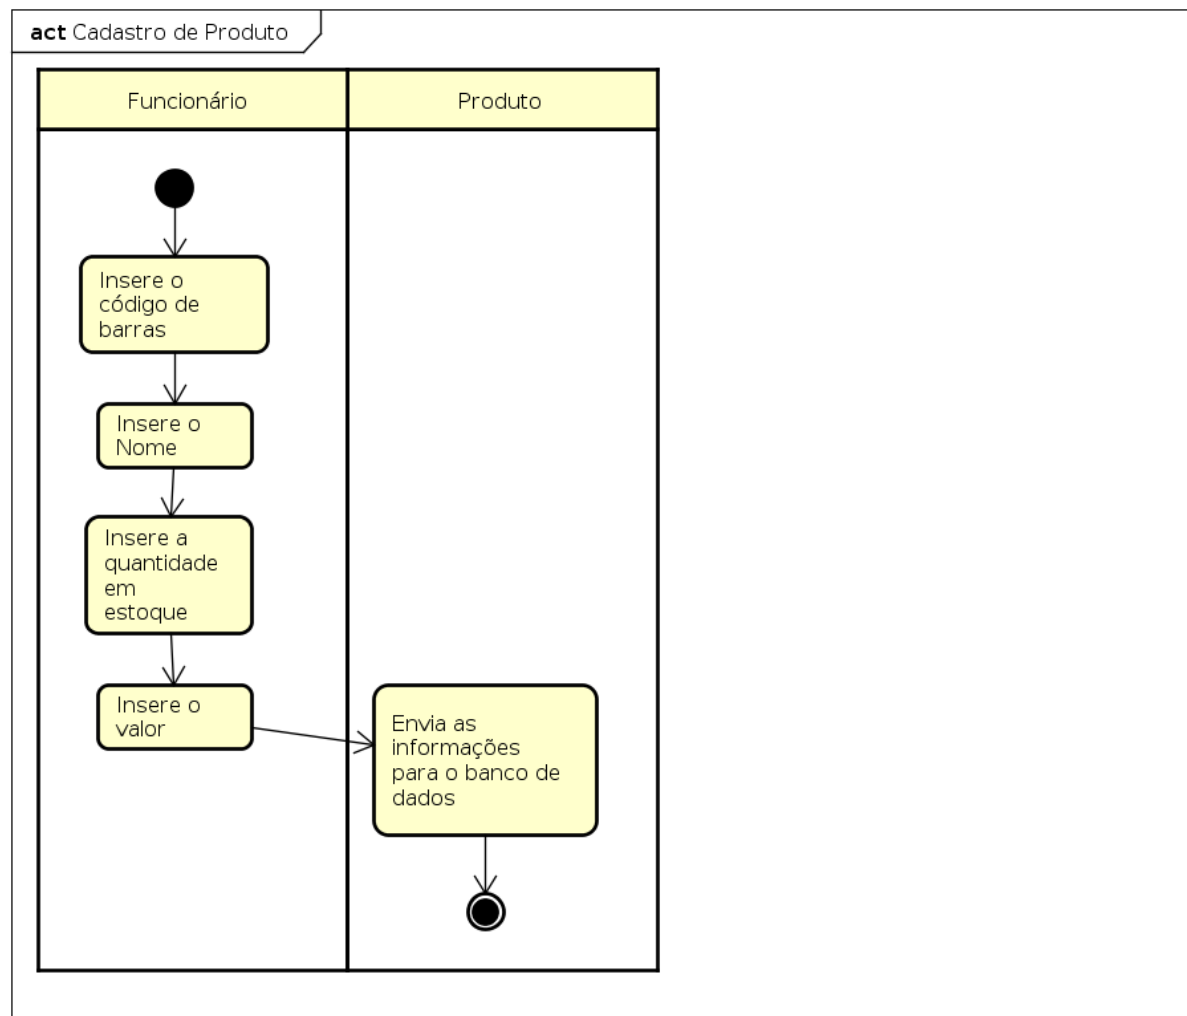 act Cadastro de Produto
Funcionário
Produto
Insere o
código de
barras
Insere o
Nome
Insere a
quantidade
em
estoque
Insere o
valor
Envia as
informações
para o banco de
dados